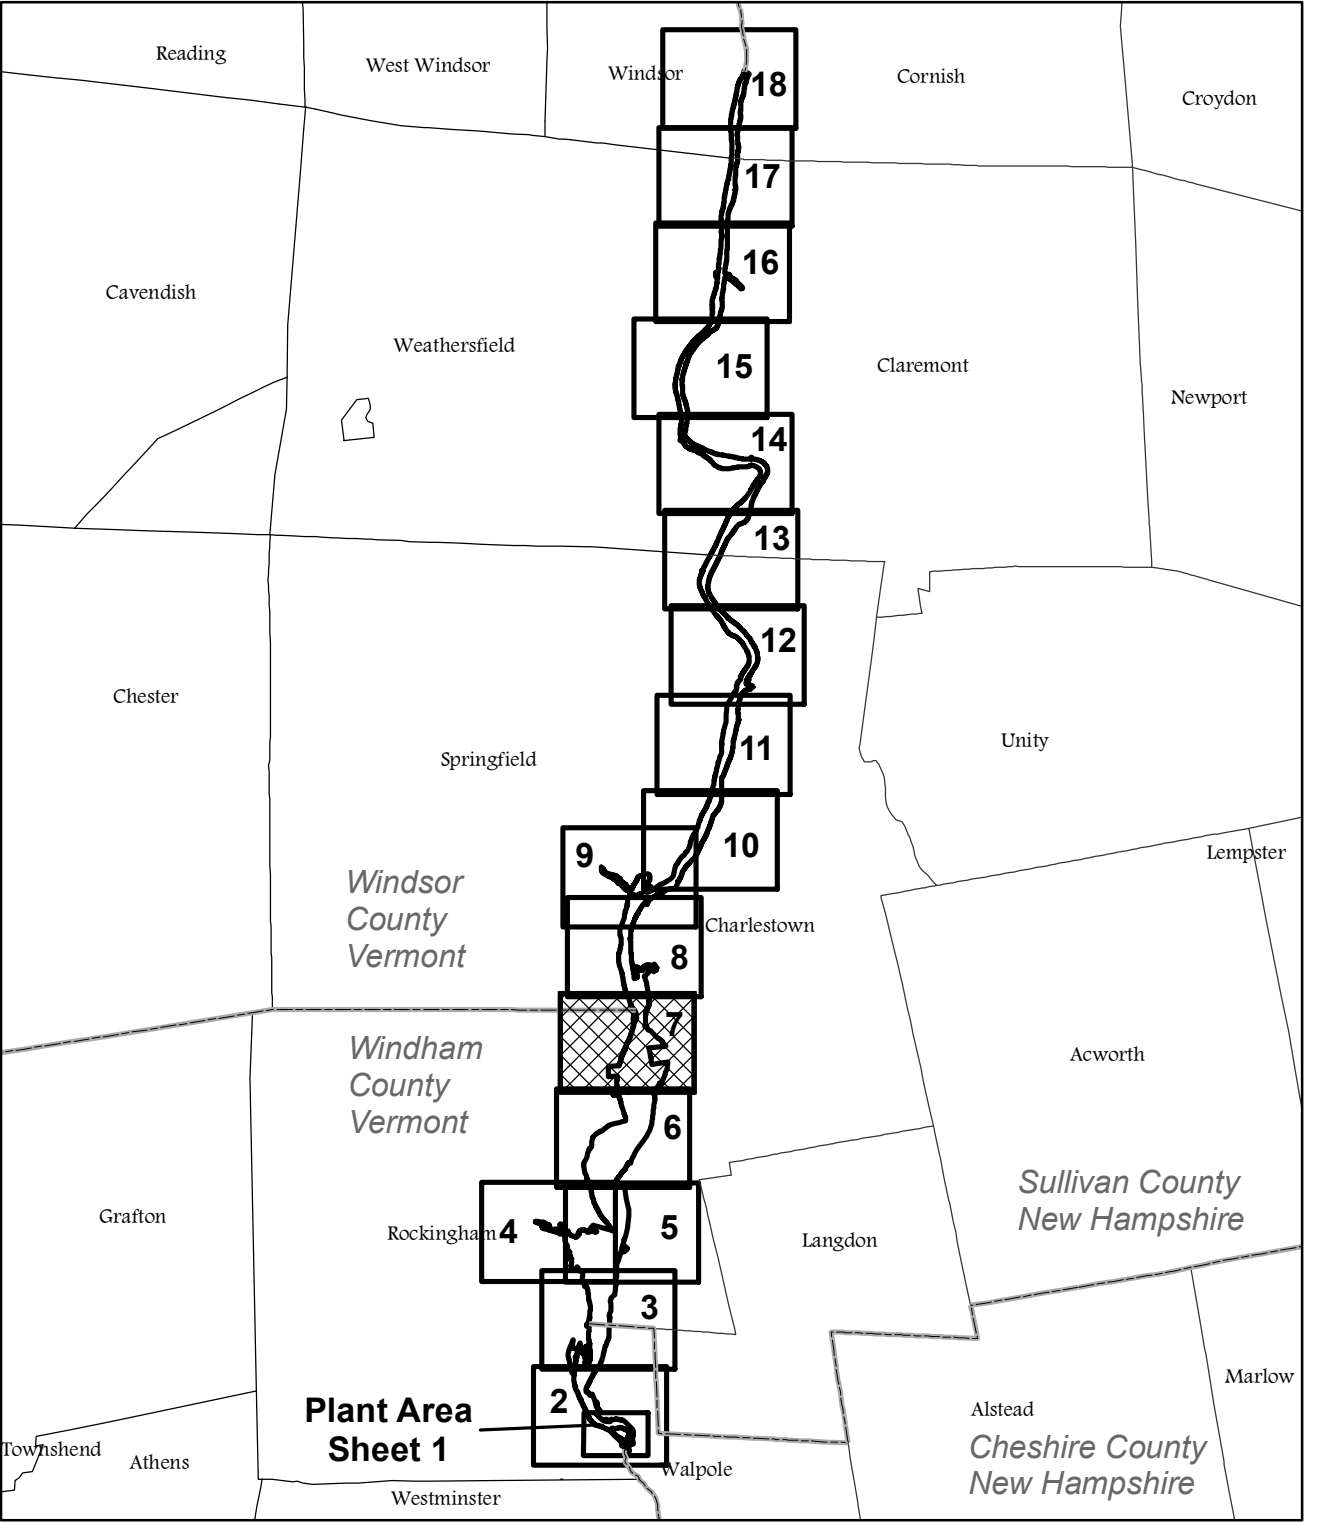 Reading
West Windsor
Windsor
Cornish
Croydon
18
17
16
Cavendish
Weathersfield
15
Claremont
Newport
14
13
12
Chester
Springfield
11
Unity
10
9
Lempster
Windsor
County
Vermont
Charlestown
8
7
Windham
County
Vermont
Acworth
6
Sullivan County
New Hampshire
Grafton
Rockingham
4
5
Langdon
3
Marlow
2
Plant Area
Sheet 1
Alstead
Cheshire County
New Hampshire
Townshend
Athens
Walpole
Westminster